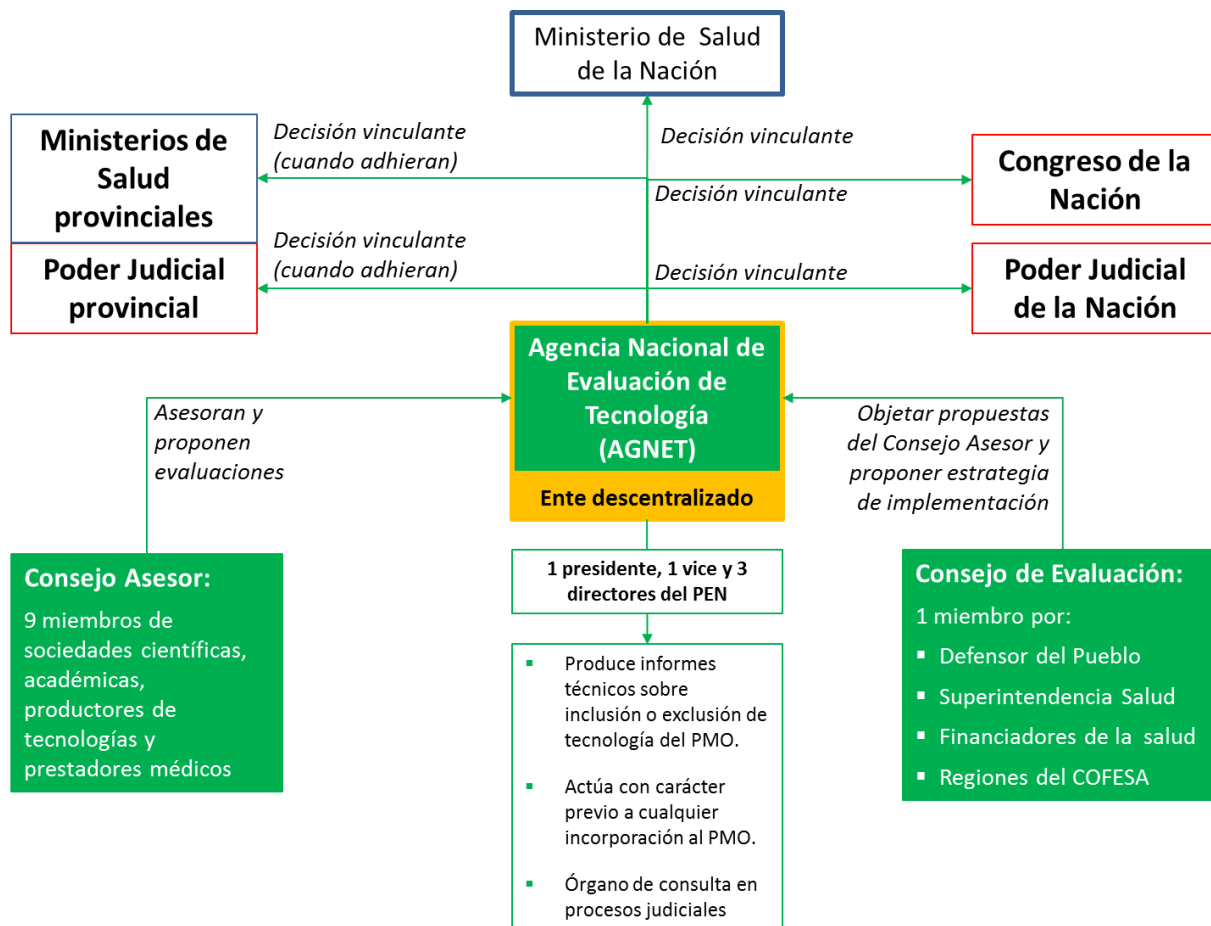 Ministerio de Salud
de la Nación
Ministerios de
Salud
provinciales
Decisión vinculante
(cuando adhieran)
Decisión vinculante
Decisión vinculante
Congreso de la
Nación
Poder Judicial
provincial
Decisión vinculante
(cuando adhieran)
Decisión vinculante
Poder Judicial
de la Nación
Agencia Nacional de
Evaluación de
Tecnología
(AGNET)
Ente descentralizado
Asesoran y
proponen
evaluaciones
Objetar propuestas
del Consejo Asesor y
proponer estrategia
de implementación
Consejo Asesor:
9 miembros de
sociedades científicas,
académicas,
productores de
tecnologías y
prestadores médicos
1 presidente, 1 vice y 3
directores del PEN
▪ Produce informes
técnicos sobre
inclusión o exclusión de
tecnología del PMO.
▪ Actúa con carácter
previo a cualquier
incorporación al PMO.
▪ Órgano de consulta en
procesos judiciales
Consejo de Evaluación:
1 miembro por:
▪ Defensor del Pueblo
▪ Superintendencia Salud
▪ Financiadores de la salud
▪ Regiones del COFESA